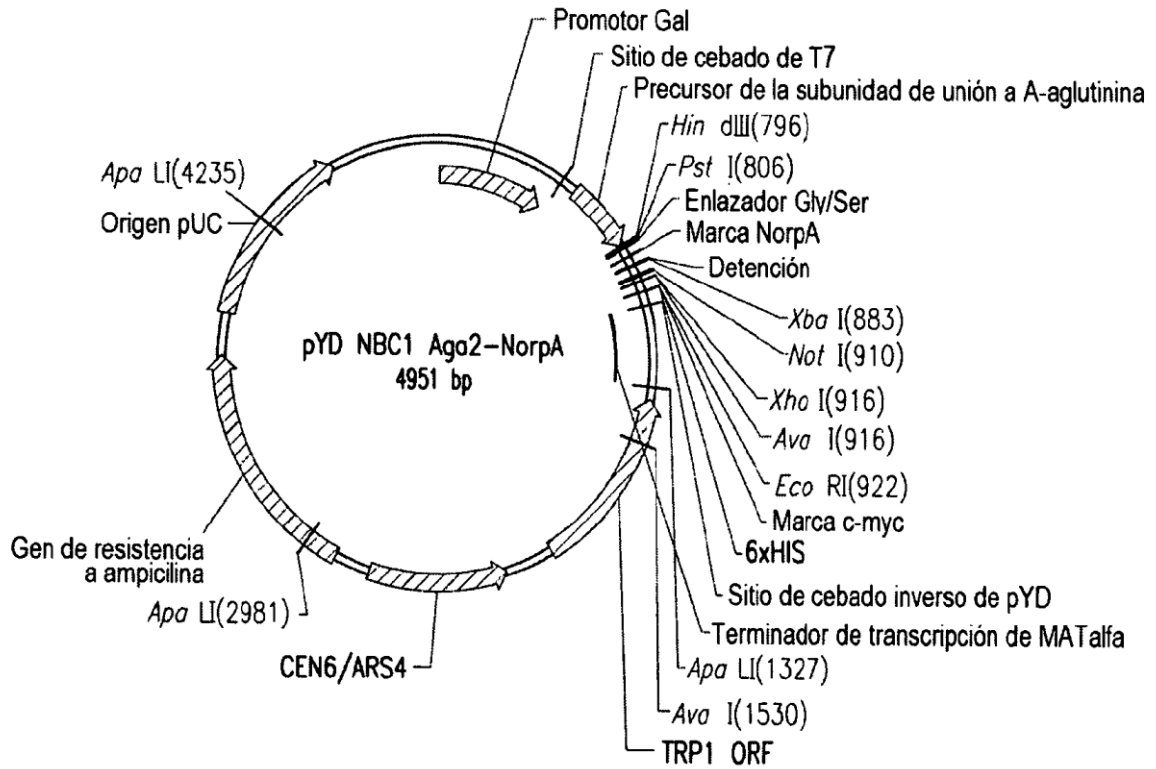 Promotor Gal
Sitio de cebado de T7
Precursor de la subunidad de unión a A-aglutinina
Hin dIII(796)
Pst I(806)
Enlazador Gly/Ser
Marca NorpA
Detención
Xba I(883)
Not I(910)
Xho I(916)
Ava I(916)
Eco RI(922)
Marca c-myc
6xHIS
Sitio de cebado inverso de pYD
Terminador de transcripción de MATalfa
Apa LI(1327)
Ava I(1530)
TRP1 ORF
CEN6/ARS4
Apa LI(2981)
Gen de resistencia
a ampicilina
Origen pUC
Apa LI(4235)
pYD NBC1 Aga2-NorpA
4951 bp